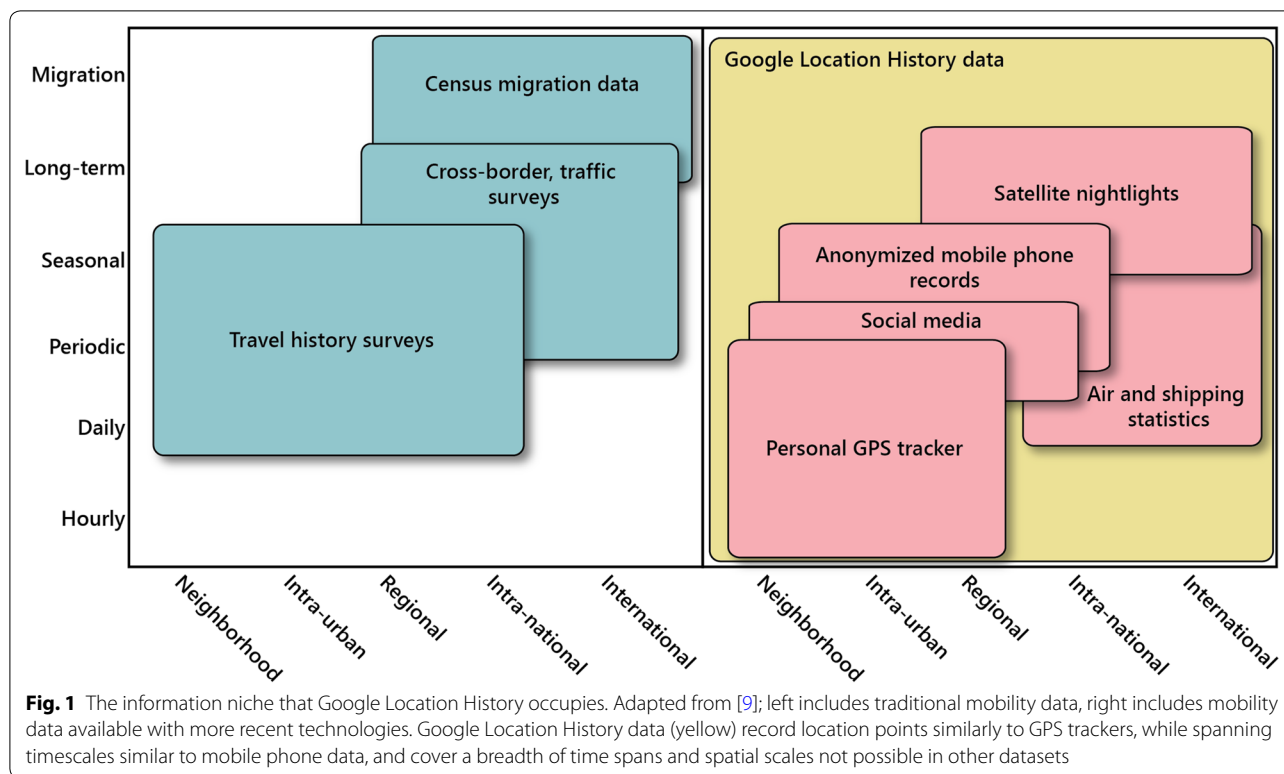 Migration
Long-term
Seasonal
Periodic
Daily
Hourly
Census migration data
Cross-border, traffic
surveys
Travel history surveys
Neighborhood
Intra-urban
Regional
Intra-national
International
Google Location History data
Satellite nightlights
Anonymized mobile phone
records
Social media
Air and shipping
statistics
Personal GPS tracker
Neighborhood
Intra-urban
Regional
Intra-national
International
Fig. 1 The information niche that Google Location History occupies. Adapted from [9]; left includes traditional mobility data, right includes mobility
data available with more recent technologies. Google Location History data (yellow) record location points similarly to GPS trackers, while spanning
timescales similar to mobile phone data, and cover a breadth of time spans and spatial scales not possible in other datasets